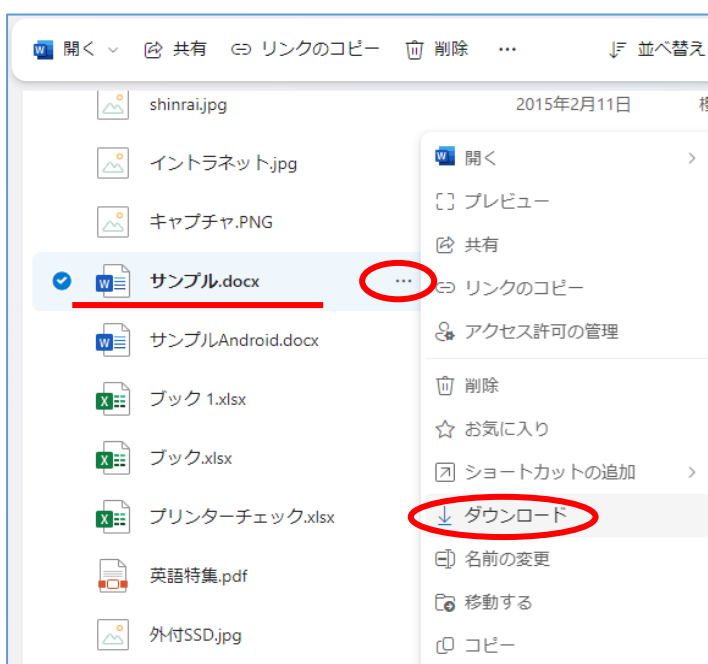 開く 共有 リンクのコピー 削除 … 並べ替え
shinrai.jpg 2015年2月11日
イントラネット.jpg
キャプチャ.PNG
サンプル.docx …
サンプルAndroid.docx
ブック 1.xlsx
ブック.xlsx
プリンターチェック.xlsx
英語特集.pdf
外付SSD.jpg
開く
プレビュー
共有
リンクのコピー
アクセス許可の管理
削除
お気に入り
ショートカットの追加
ダウンロード
名前の変更
移動する
コピー